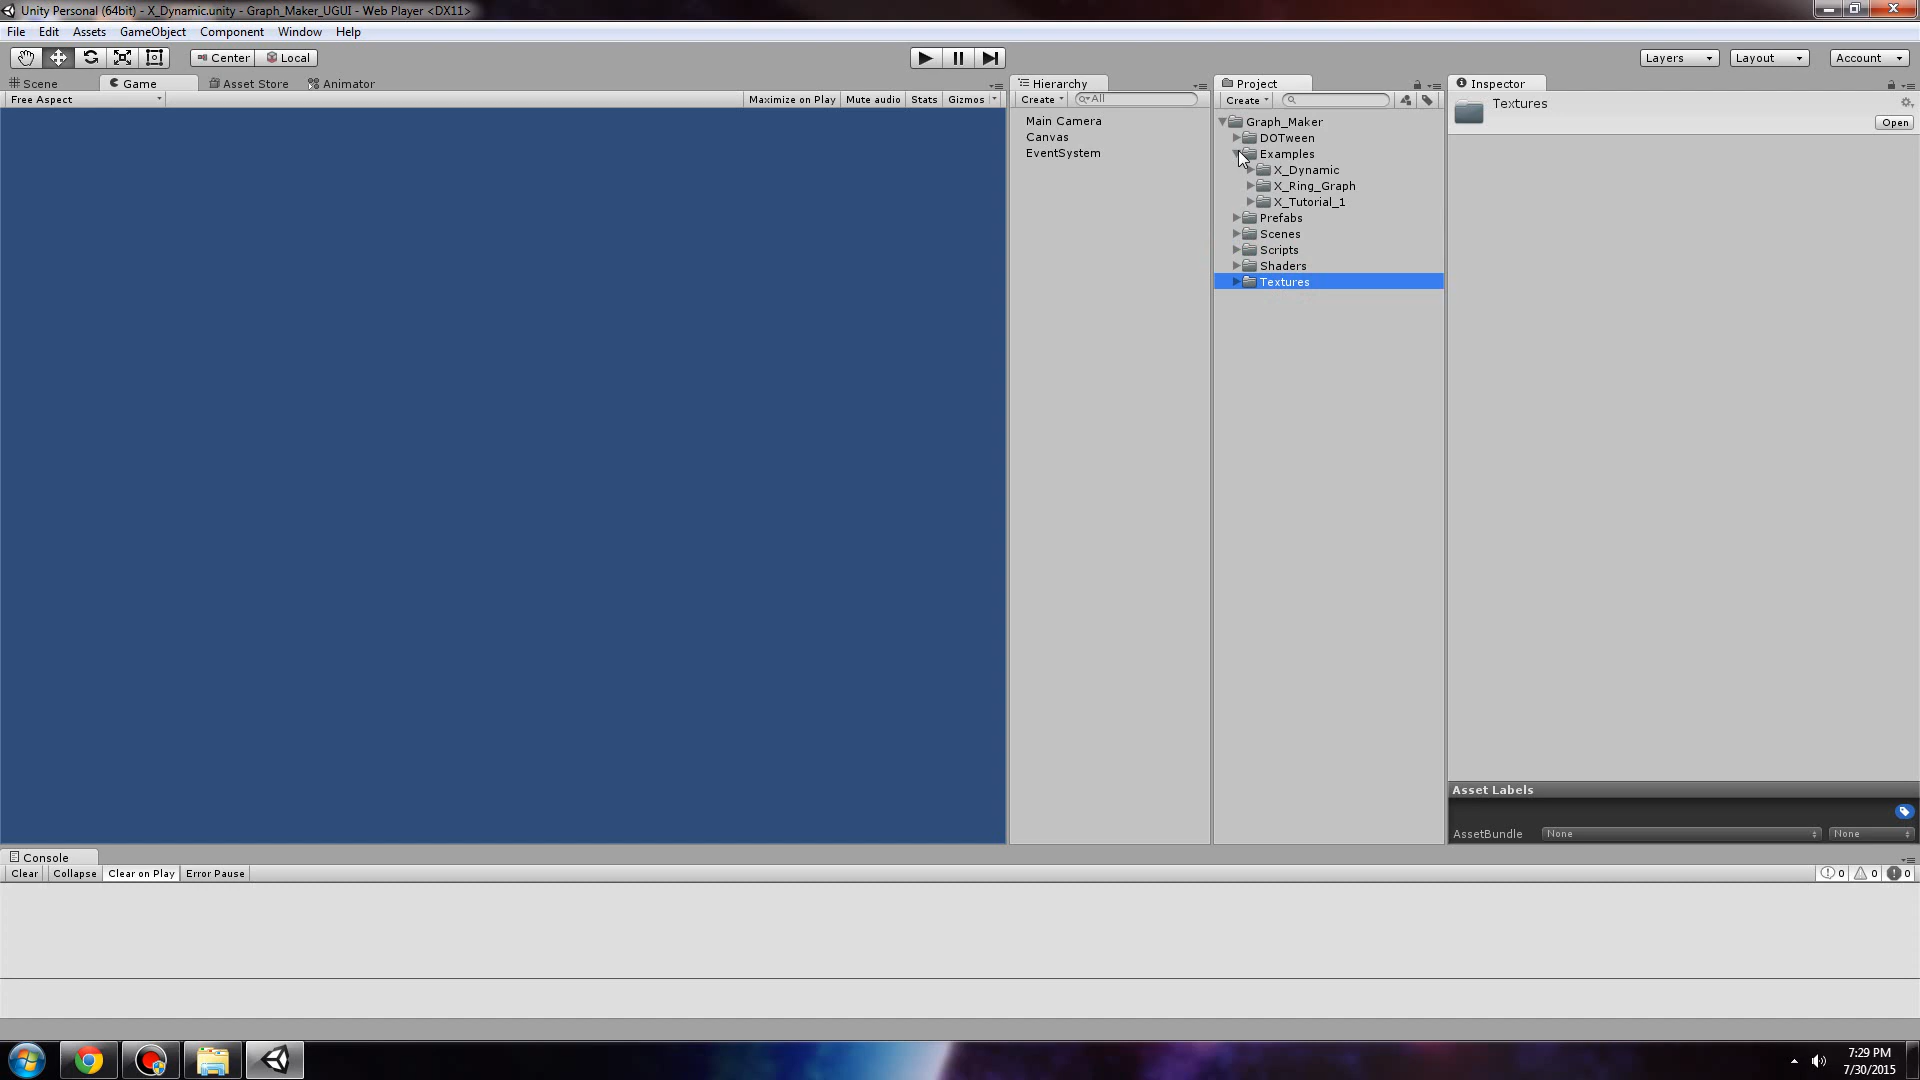 Unity Personal (64bit) - X_Dynamic.unity - Graph_Maker_UGUI - Web Player <DX11>
File Edit Assets GameObject Component Window Help
Center Local Layers Layout Account
Scene Game Asset Store Animator
Free Aspect Maximize on Play Mute audio Stats Gizmos
Hierarchy
Create All
Main Camera
Canvas
EventSystem
Project
Create
Graph_Maker
DOTween
Examples
X_Dynamic
X_Ring_Graph
X_Tutorial_1
Prefabs
Scenes
Scripts
Shaders
Textures
Inspector
Textures
Open
Asset Labels
AssetBundle None None
Console
Clear Collapse Clear on Play Error Pause 0 0 0
7:29 PM
7/30/2015